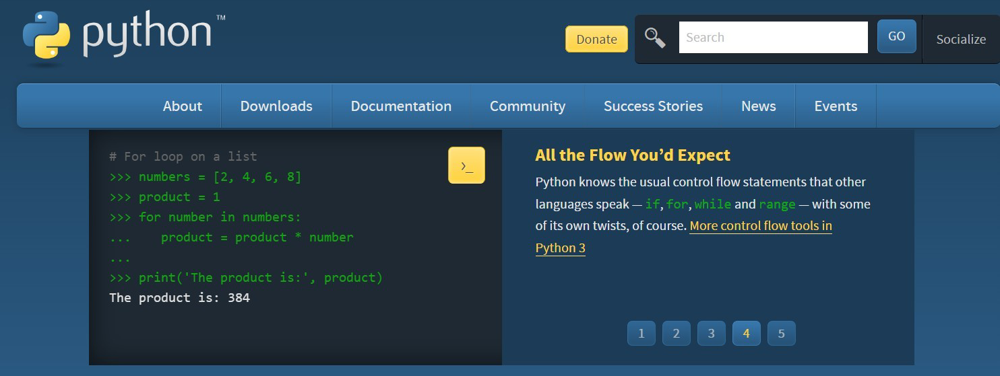 python™
Donate
Search
GO
Socialize
About Downloads Documentation Community Success Stories News Events
# For loop on a list
>>> numbers = [2, 4, 6, 8]
>>> product = 1
>>> for number in numbers:
...    product = product * number
...
>>> print('The product is:', product)
The product is: 384
>_
All the Flow You’d Expect
Python knows the usual control flow statements that other
languages speak — if, for, while and range — with some
of its own twists, of course. More control flow tools in
Python 3
1 2 3 4 5